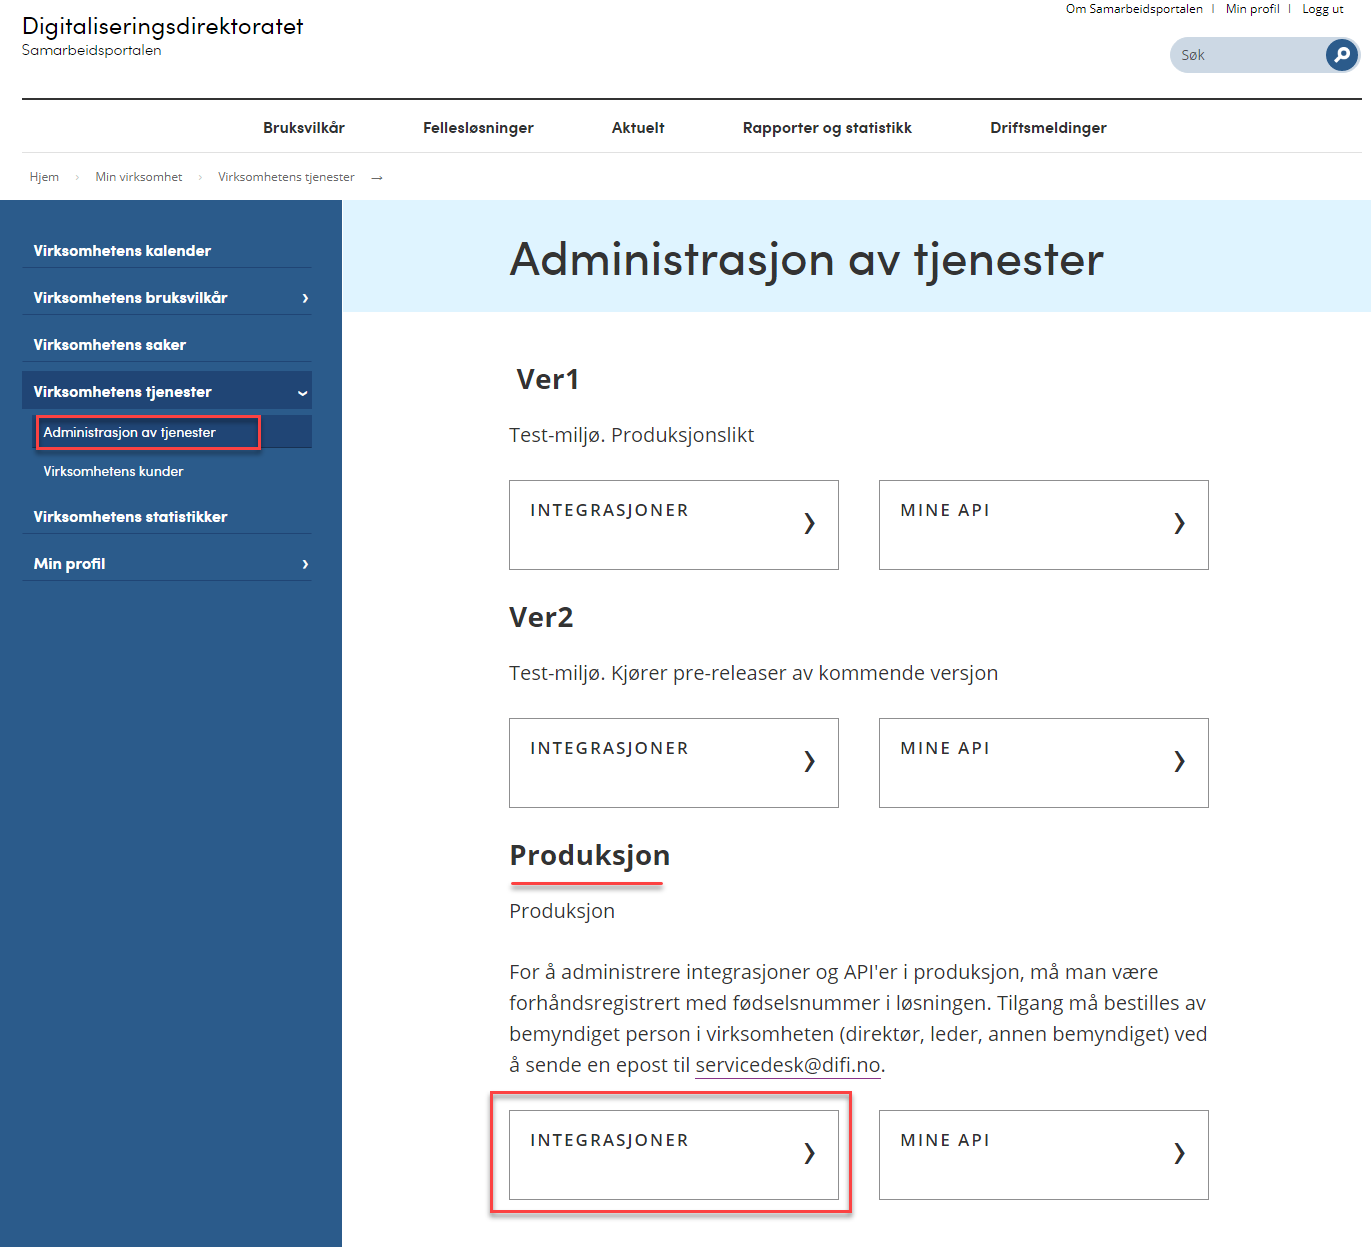 Om Samarbeidsportalen | Min profil | Logg ut
Digitaliseringsdirektoratet
Samarbeidsportalen
Søk
Bruksvilkår Fellesløsninger Aktuelt Rapporter og statistikk Driftsmeldinger
Hjem › Min virksomhet › Virksomhetens tjenester →
Virksomhetens kalender
Virksomhetens bruksvilkår
Virksomhetens saker
Virksomhetens tjenester
Administrasjon av tjenester
Virksomhetens kunder
Virksomhetens statistikker
Min profil
Administrasjon av tjenester
Ver1
Test-miljø. Produksjonslikt
INTEGRASJONER MINE API
Ver2
Test-miljø. Kjører pre-releaser av kommende versjon
INTEGRASJONER MINE API
Produksjon
Produksjon
For å administrere integrasjoner og API'er i produksjon, må man være
forhåndsregistrert med fødselsnummer i løsningen. Tilgang må bestilles av
bemyndiget person i virksomheten (direktør, leder, annen bemyndiget) ved
å sende en epost til servicedesk@difi.no.
INTEGRASJONER MINE API